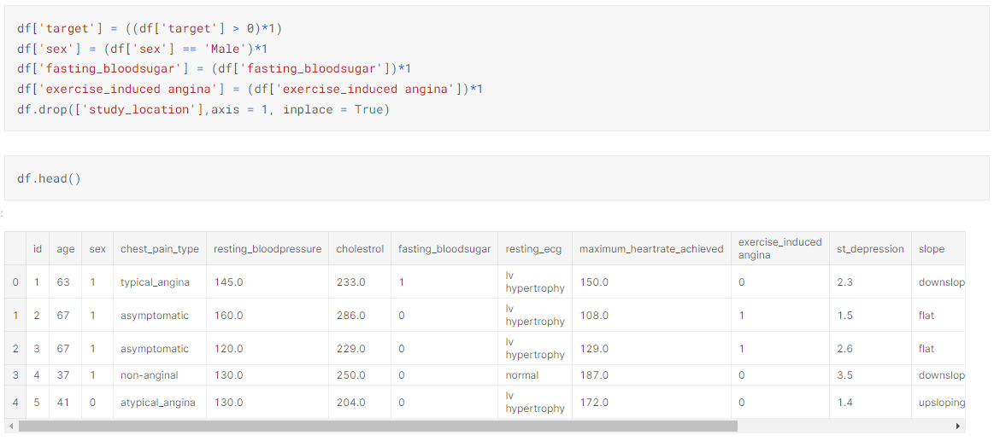 df['target'] = ((df['target'] > 0)*1)
df['sex'] = (df['sex'] == 'Male')*1
df['fasting_bloodsugar'] = (df['fasting_bloodsugar'])*1
df['exercise_induced angina'] = (df['exercise_induced angina'])*1
df.drop(['study_location'],axis = 1, inplace = True)
df.head()
:
id age sex chest_pain_type resting_bloodpressure cholestrol fasting_bloodsugar resting_ecg maximum_heartrate_achieved exercise_induced angina st_depression slope
0 1 63 1 typical_angina 145.0 233.0 1 lv hypertrophy 150.0 0 2.3 downslop
1 2 67 1 asymptomatic 160.0 286.0 0 lv hypertrophy 108.0 1 1.5 flat
2 3 67 1 asymptomatic 120.0 229.0 0 lv hypertrophy 129.0 1 2.6 flat
3 4 37 1 non-anginal 130.0 250.0 0 normal 187.0 0 3.5 downslop
4 5 41 0 atypical_angina 130.0 204.0 0 lv hypertrophy 172.0 0 1.4 upsloping